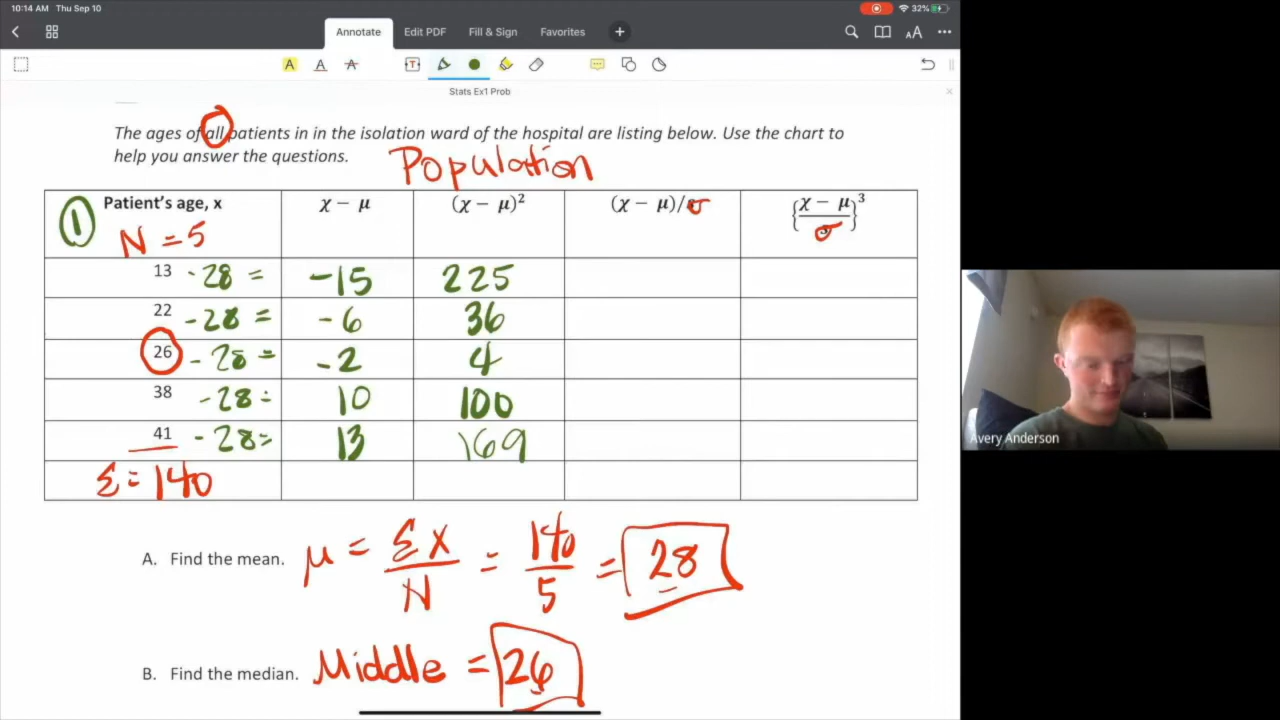 10:14 AM Thu Sep 10 32%
Annotate Edit PDF Fill & Sign Favorites
AA
A A A T
Stats Ex1 Prob
The ages of all patients in in the isolation ward of the hospital are listing below. Use the chart to
help you answer the questions. Population
① Patient's age, x χ − μ (χ − μ)² (χ − μ)/σ {χ − μ/σ}³
N = 5
13 - 28 = -15 225
22 - 28 = -6 36
26 - 28 = -2 4
38 - 28 = 10 100
41 - 28 = 13 169
Σ = 140
A. Find the mean. μ = Σx/N = 140/5 = 28
B. Find the median. Middle = 26
Avery Anderson